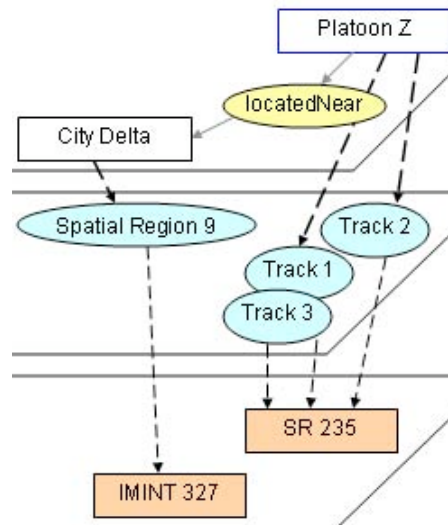 Platoon Z
locatedNear
City Delta
Spatial Region 9
Track 2
Track 1
Track 3
SR 235
IMINT 327